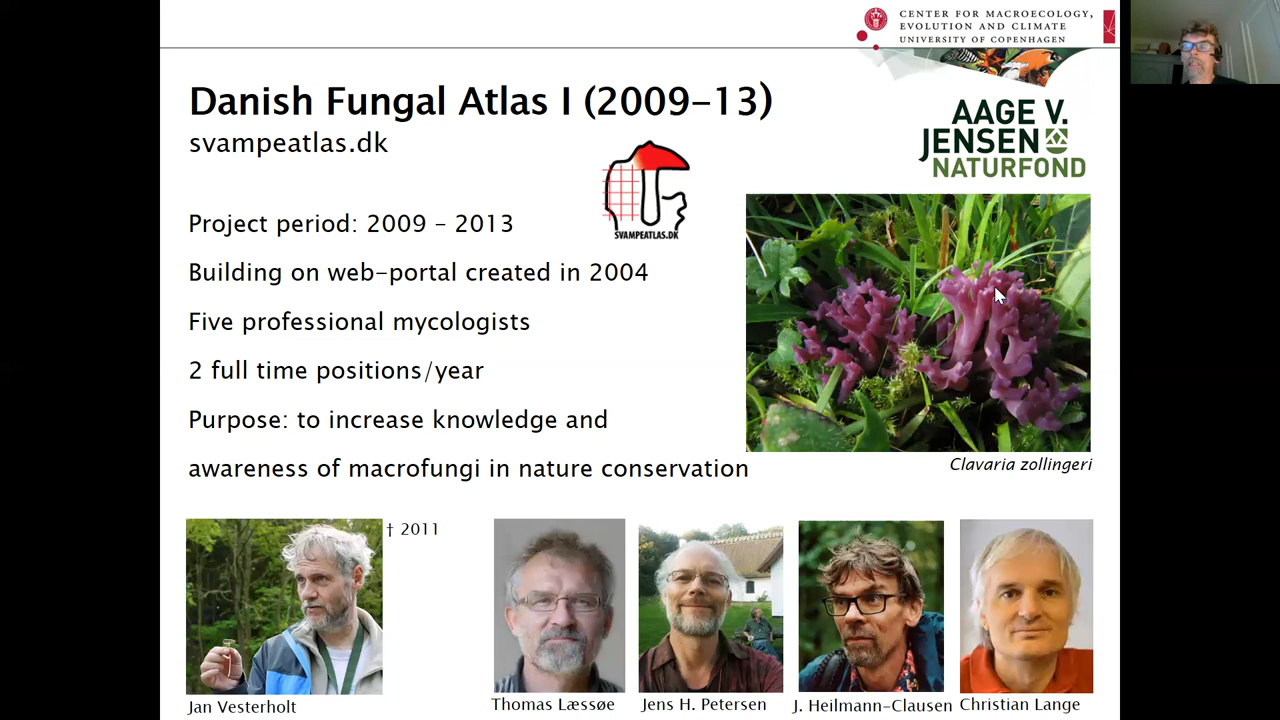 CENTER FOR MACROECOLOGY,
EVOLUTION AND CLIMATE
UNIVERSITY OF COPENHAGEN
Danish Fungal Atlas I (2009-13)
svampeatlas.dk
AAGE V.
JENSEN
NATURFOND
SVAMPEATLAS.DK
Project period: 2009 - 2013
Building on web-portal created in 2004
Five professional mycologists
2 full time positions/year
Purpose: to increase knowledge and
awareness of macrofungi in nature conservation
Clavaria zollingeri
† 2011
Jan Vesterholt
Thomas Læssøe
Jens H. Petersen
J. Heilmann-Clausen
Christian Lange